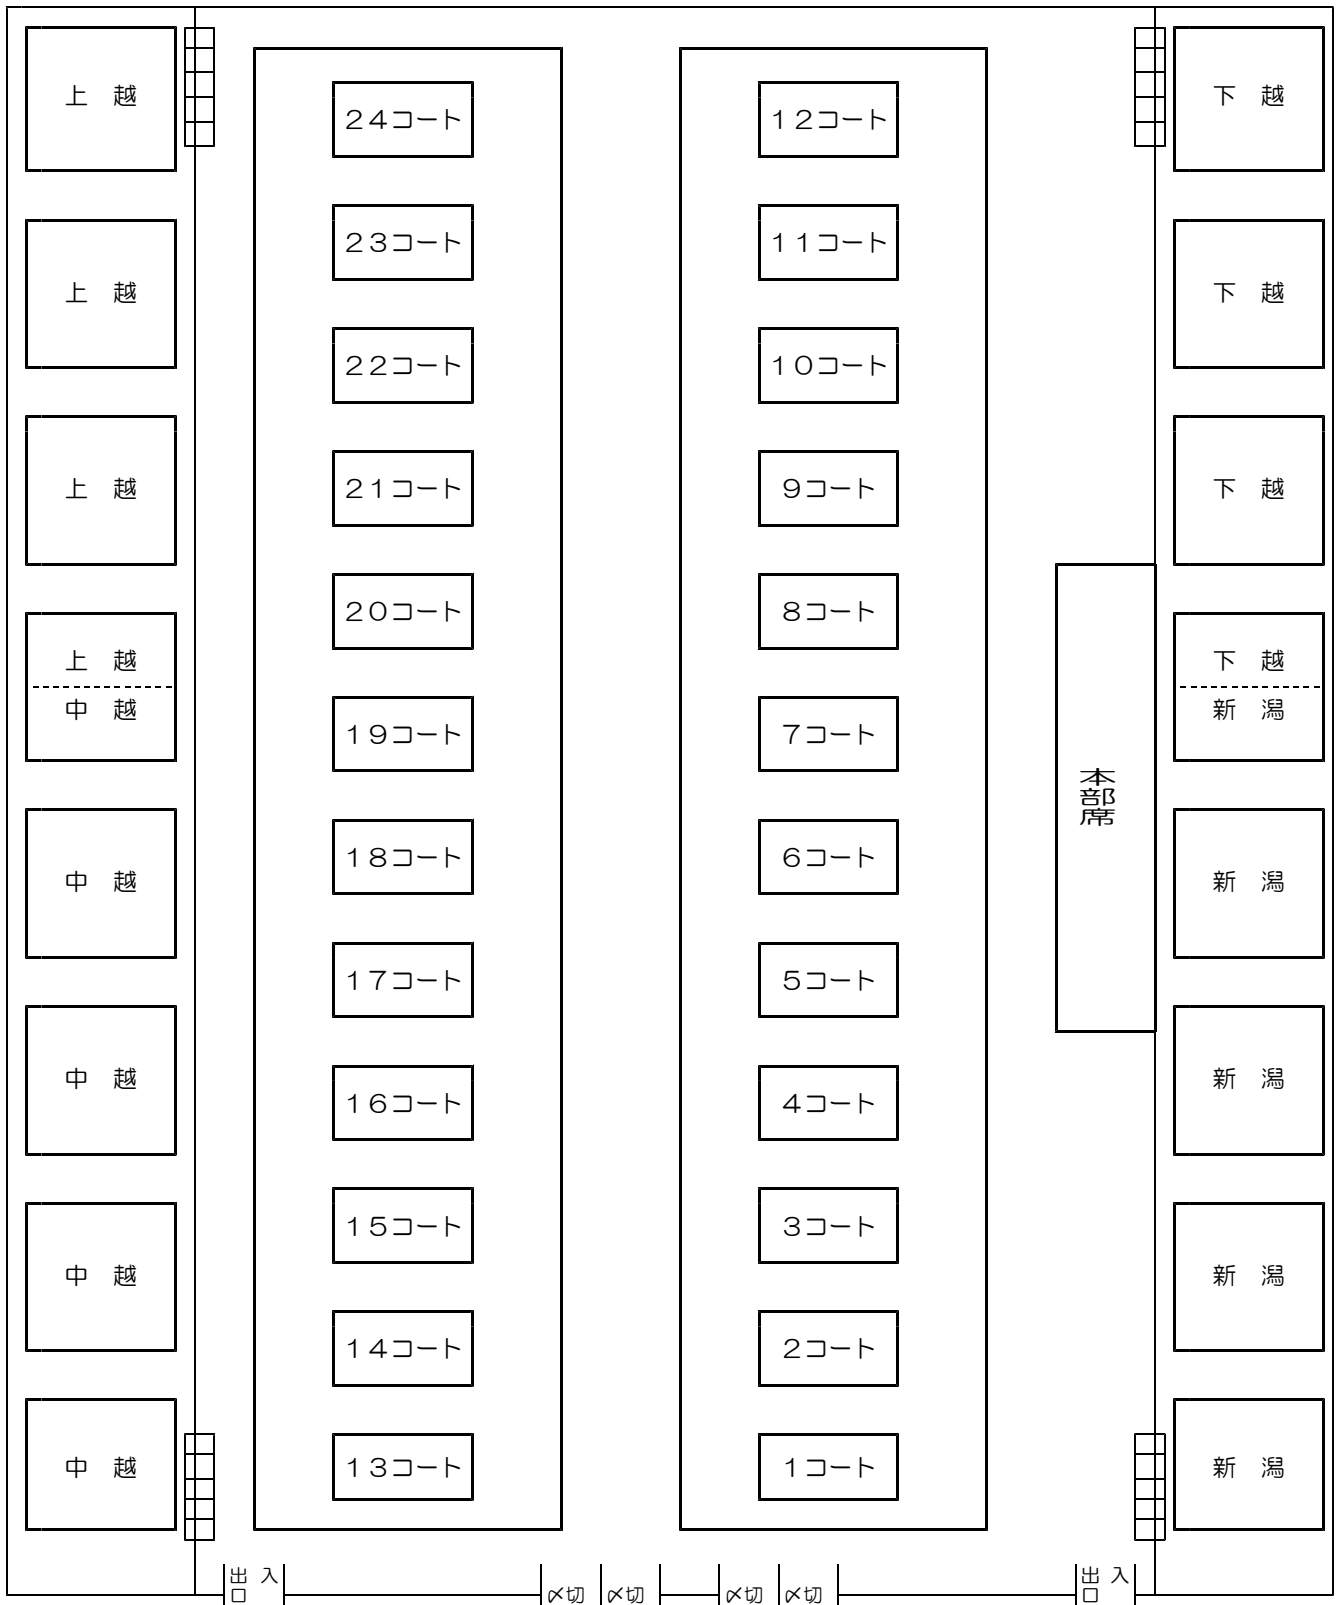 上 越
24コート
12コート
下 越
上 越
23コート
11コート
下 越
22コート
10コート
上 越
21コート
9コート
下 越
20コート
8コート
上 越
中 越
下 越
新 潟
19コート
7コート
本部席
18コート
6コート
中 越
新 潟
17コート
5コート
中 越
16コート
4コート
新 潟
15コート
3コート
中 越
新 潟
14コート
2コート
中 越
13コート
1コート
新 潟
出入
口
〆切
〆切
〆切
〆切
出入
口